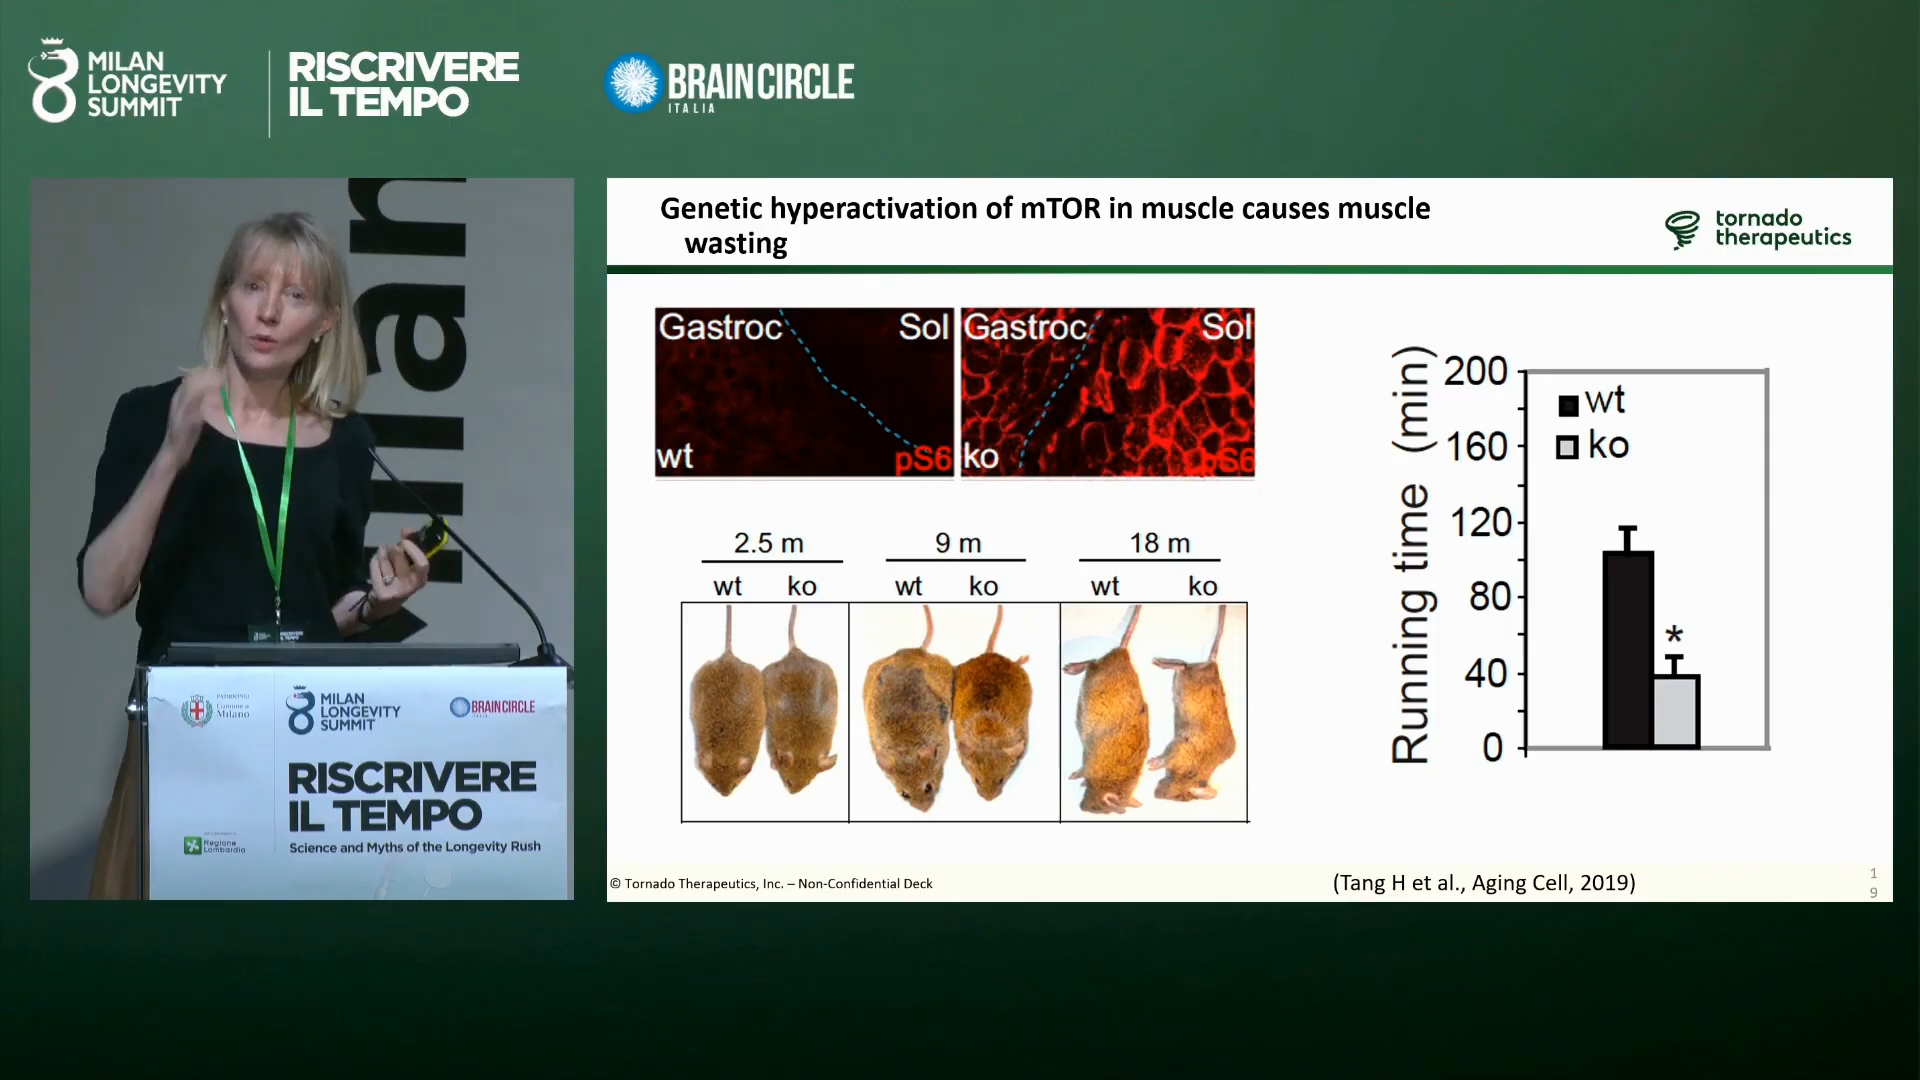 MILAN
LONGEVITY
SUMMIT
RISCRIVERE
IL TEMPO
BRAINCIRCLE
ITALIA
Genetic hyperactivation of mTOR in muscle causes muscle
wasting
tornado
therapeutics
Gastroc Sol
wt pS6
Gastroc Sol
ko pS6
2.5 m 9 m 18 m
wt ko wt ko wt ko
Running time (min)
200
160
120
80
40
0
wt
ko
*
© Tornado Therapeutics, Inc. – Non-Confidential Deck
(Tang H et al., Aging Cell, 2019)
1
9
ilan
Comune di
Milano
MILAN
LONGEVITY
SUMMIT
BRAINCIRCLE
RISCRIVERE
IL TEMPO
Science and Myths of the Longevity Rush
Regione
Lombardia